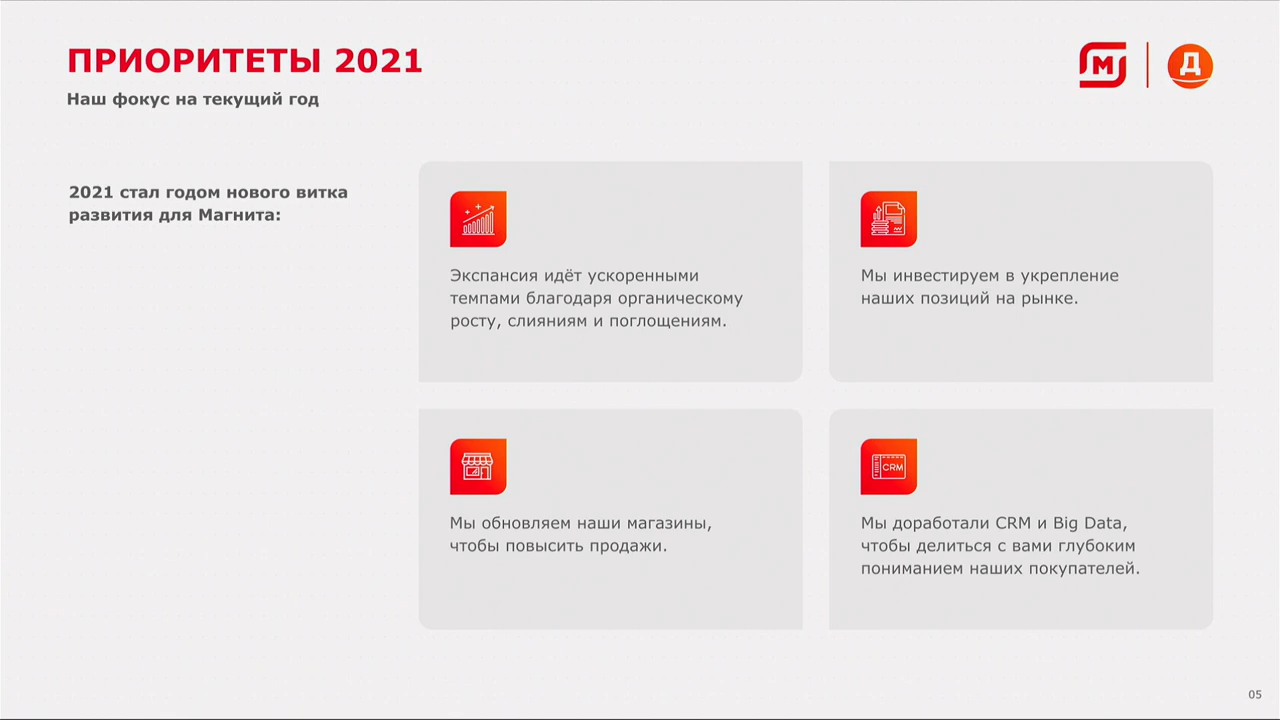 ПРИОРИТЕТЫ 2021
Наш фокус на текущий год
М
Д
2021 стал годом нового витка
развития для Магнита:
Экспансия идёт ускоренными
темпами благодаря органическому
росту, слияниям и поглощениям.
Мы инвестируем в укрепление
наших позиций на рынке.
Мы обновляем наши магазины,
чтобы повысить продажи.
CRM
Мы доработали CRM и Big Data,
чтобы делиться с вами глубоким
пониманием наших покупателей.
05